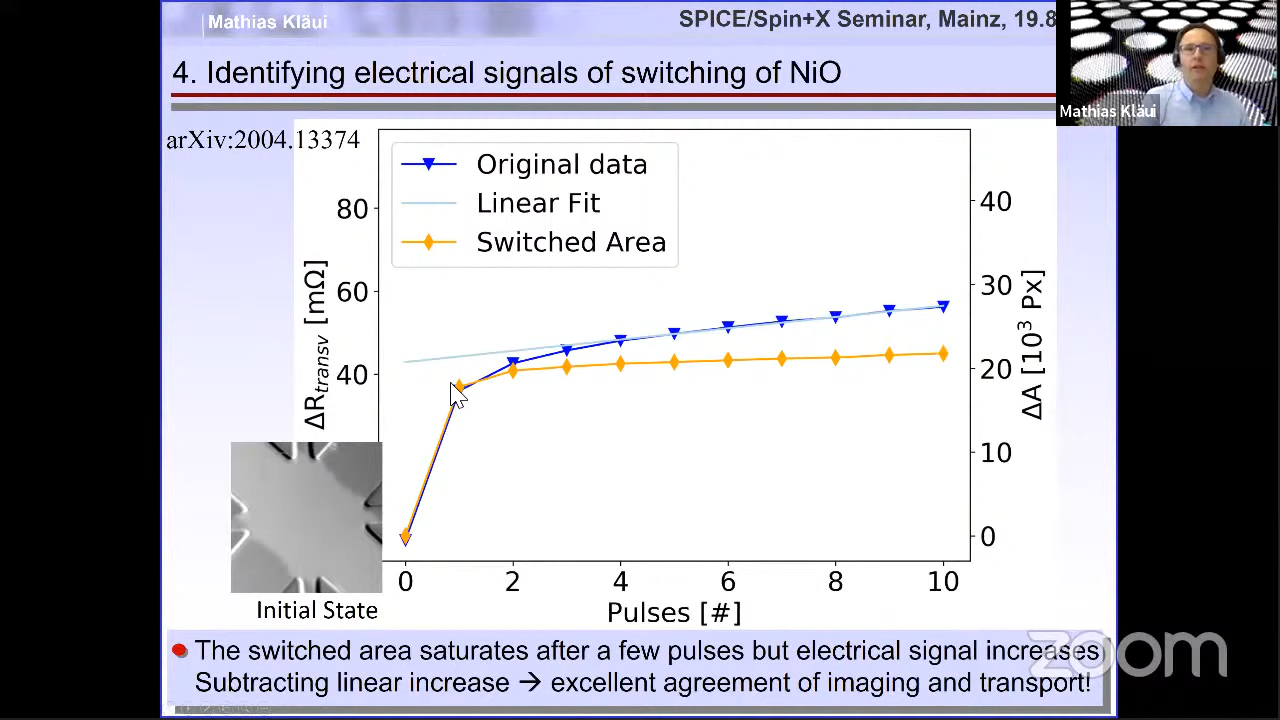 Mathias Kläui
SPICE/Spin+X Seminar, Mainz, 19.8
Mathias Kläui
4. Identifying electrical signals of switching of NiO
arXiv:2004.13374
Original data
Linear Fit
Switched Area
80
60
40
ΔRtransv [mΩ]
40
30
20
10
0
ΔA [10³ Px]
0 2 4 6 8 10
Pulses [#]
Initial State
The switched area saturates after a few pulses but electrical signal increases
Subtracting linear increase → excellent agreement of imaging and transport!
zoom